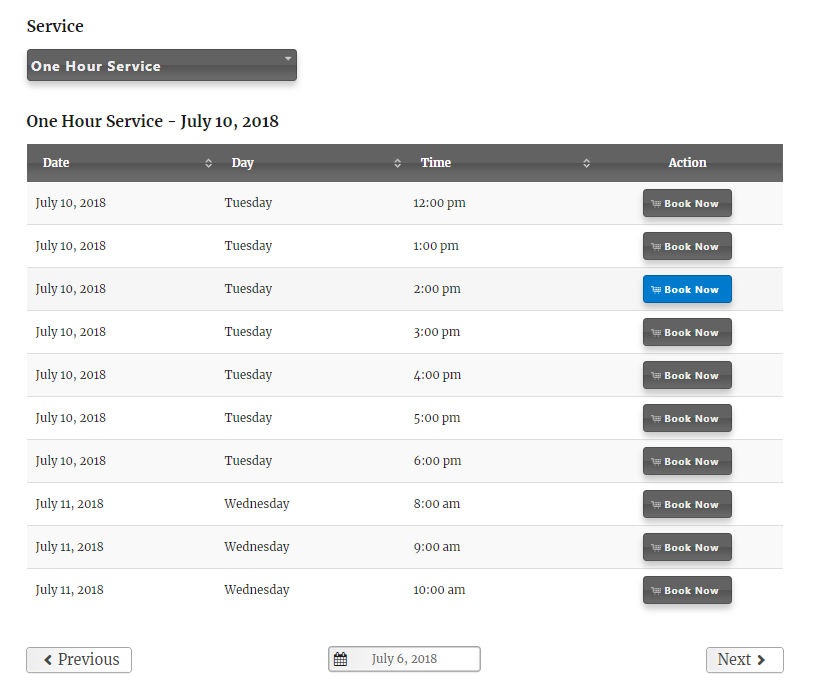 Service
One Hour Service
One Hour Service - July 10, 2018
Date Day Time Action
July 10, 2018 Tuesday 12:00 pm Book Now
July 10, 2018 Tuesday 1:00 pm Book Now
July 10, 2018 Tuesday 2:00 pm Book Now
July 10, 2018 Tuesday 3:00 pm Book Now
July 10, 2018 Tuesday 4:00 pm Book Now
July 10, 2018 Tuesday 5:00 pm Book Now
July 10, 2018 Tuesday 6:00 pm Book Now
July 11, 2018 Wednesday 8:00 am Book Now
July 11, 2018 Wednesday 9:00 am Book Now
July 11, 2018 Wednesday 10:00 am Book Now
Previous July 6, 2018 Next